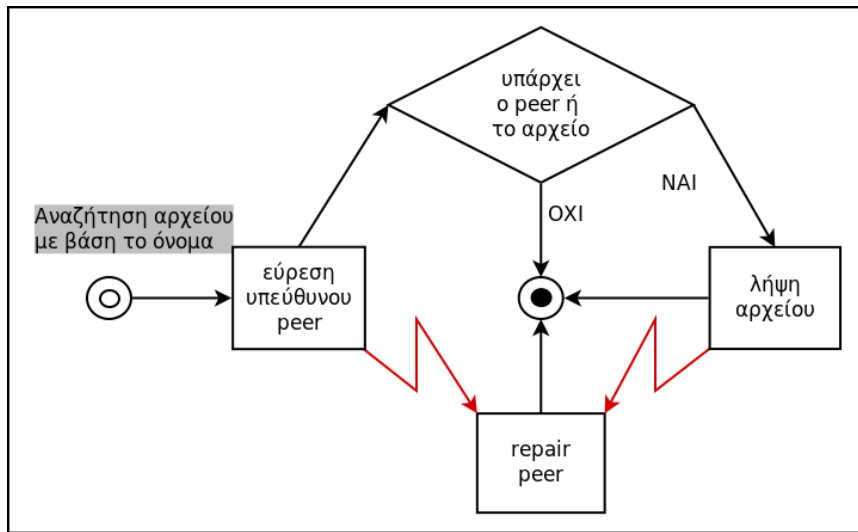 υπάρχει
ο peer ή
το αρχείο
ΝΑΙ
ΟΧΙ
Αναζήτηση αρχείου
με βάση το όνομα
εύρεση
υπεύθυνου
peer
λήψη
αρχείου
repair
peer